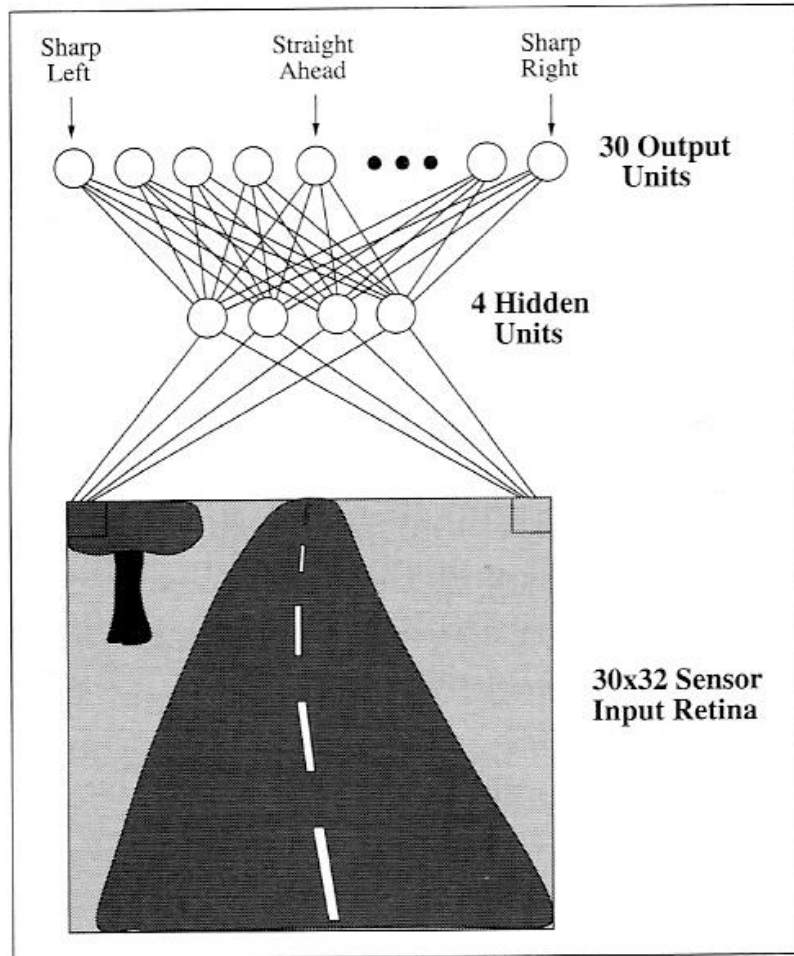 Sharp
Left
Straight
Ahead
Sharp
Right
30 Output
Units
4 Hidden
Units
30x32 Sensor
Input Retina